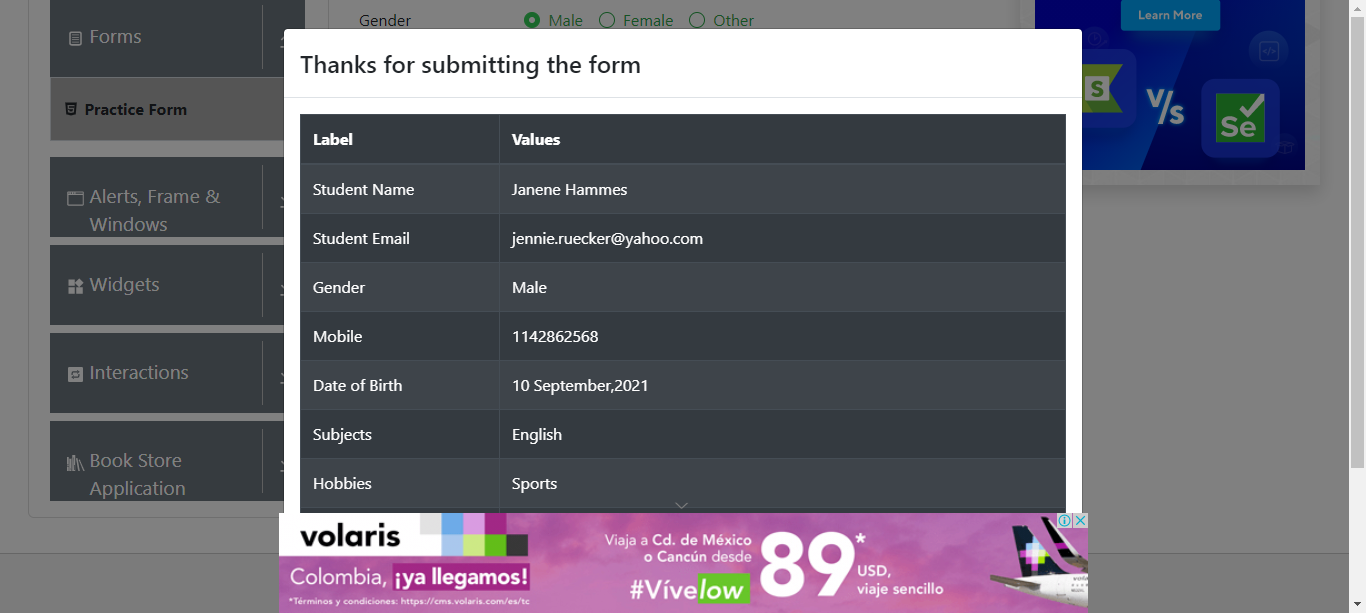 Gender Male Female Other
Learn More
Forms
Thanks for submitting the form
Practice Form
S V/s Se
Label Values
Student Name Janene Hammes
Student Email jennie.ruecker@yahoo.com
Gender Male
Mobile 1142862568
Date of Birth 10 September,2021
Subjects English
Hobbies Sports
Alerts, Frame &
Windows
Widgets
Interactions
Book Store
Application
volaris
Colombia, ¡ya llegamos!
*Términos y condiciones: https://cms.volaris.com/es/tc
Viaja a Cd. de México
o Cancún desde
#Vívelow
89*
USD,
viaje sencillo